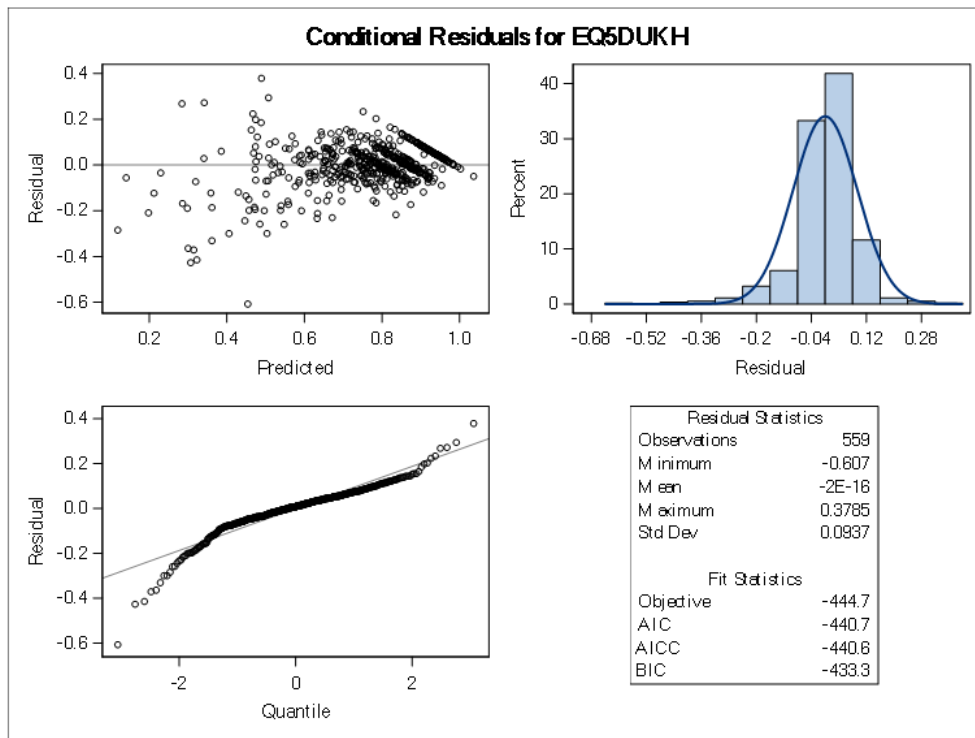 Conditional Residuals for EQ5DUKH
0.4
0.2
0.0
-0.2
-0.4
-0.6
Residual
0.2 0.4 0.6 0.8 1.0
Predicted
40
30
20
10
0
Percent
-0.68 -0.52 -0.36 -0.2 -0.04 0.12 0.28
Residual
0.4
0.2
0.0
-0.2
-0.4
-0.6
Residual
-2 0 2
Quantile
Residual Statistics
Observations 559
Minimum -0.607
Mean -2E-16
Maximum 0.3785
Std Dev 0.0937
Fit Statistics
Objective -444.7
AIC -440.7
AICC -440.6
BIC -433.3